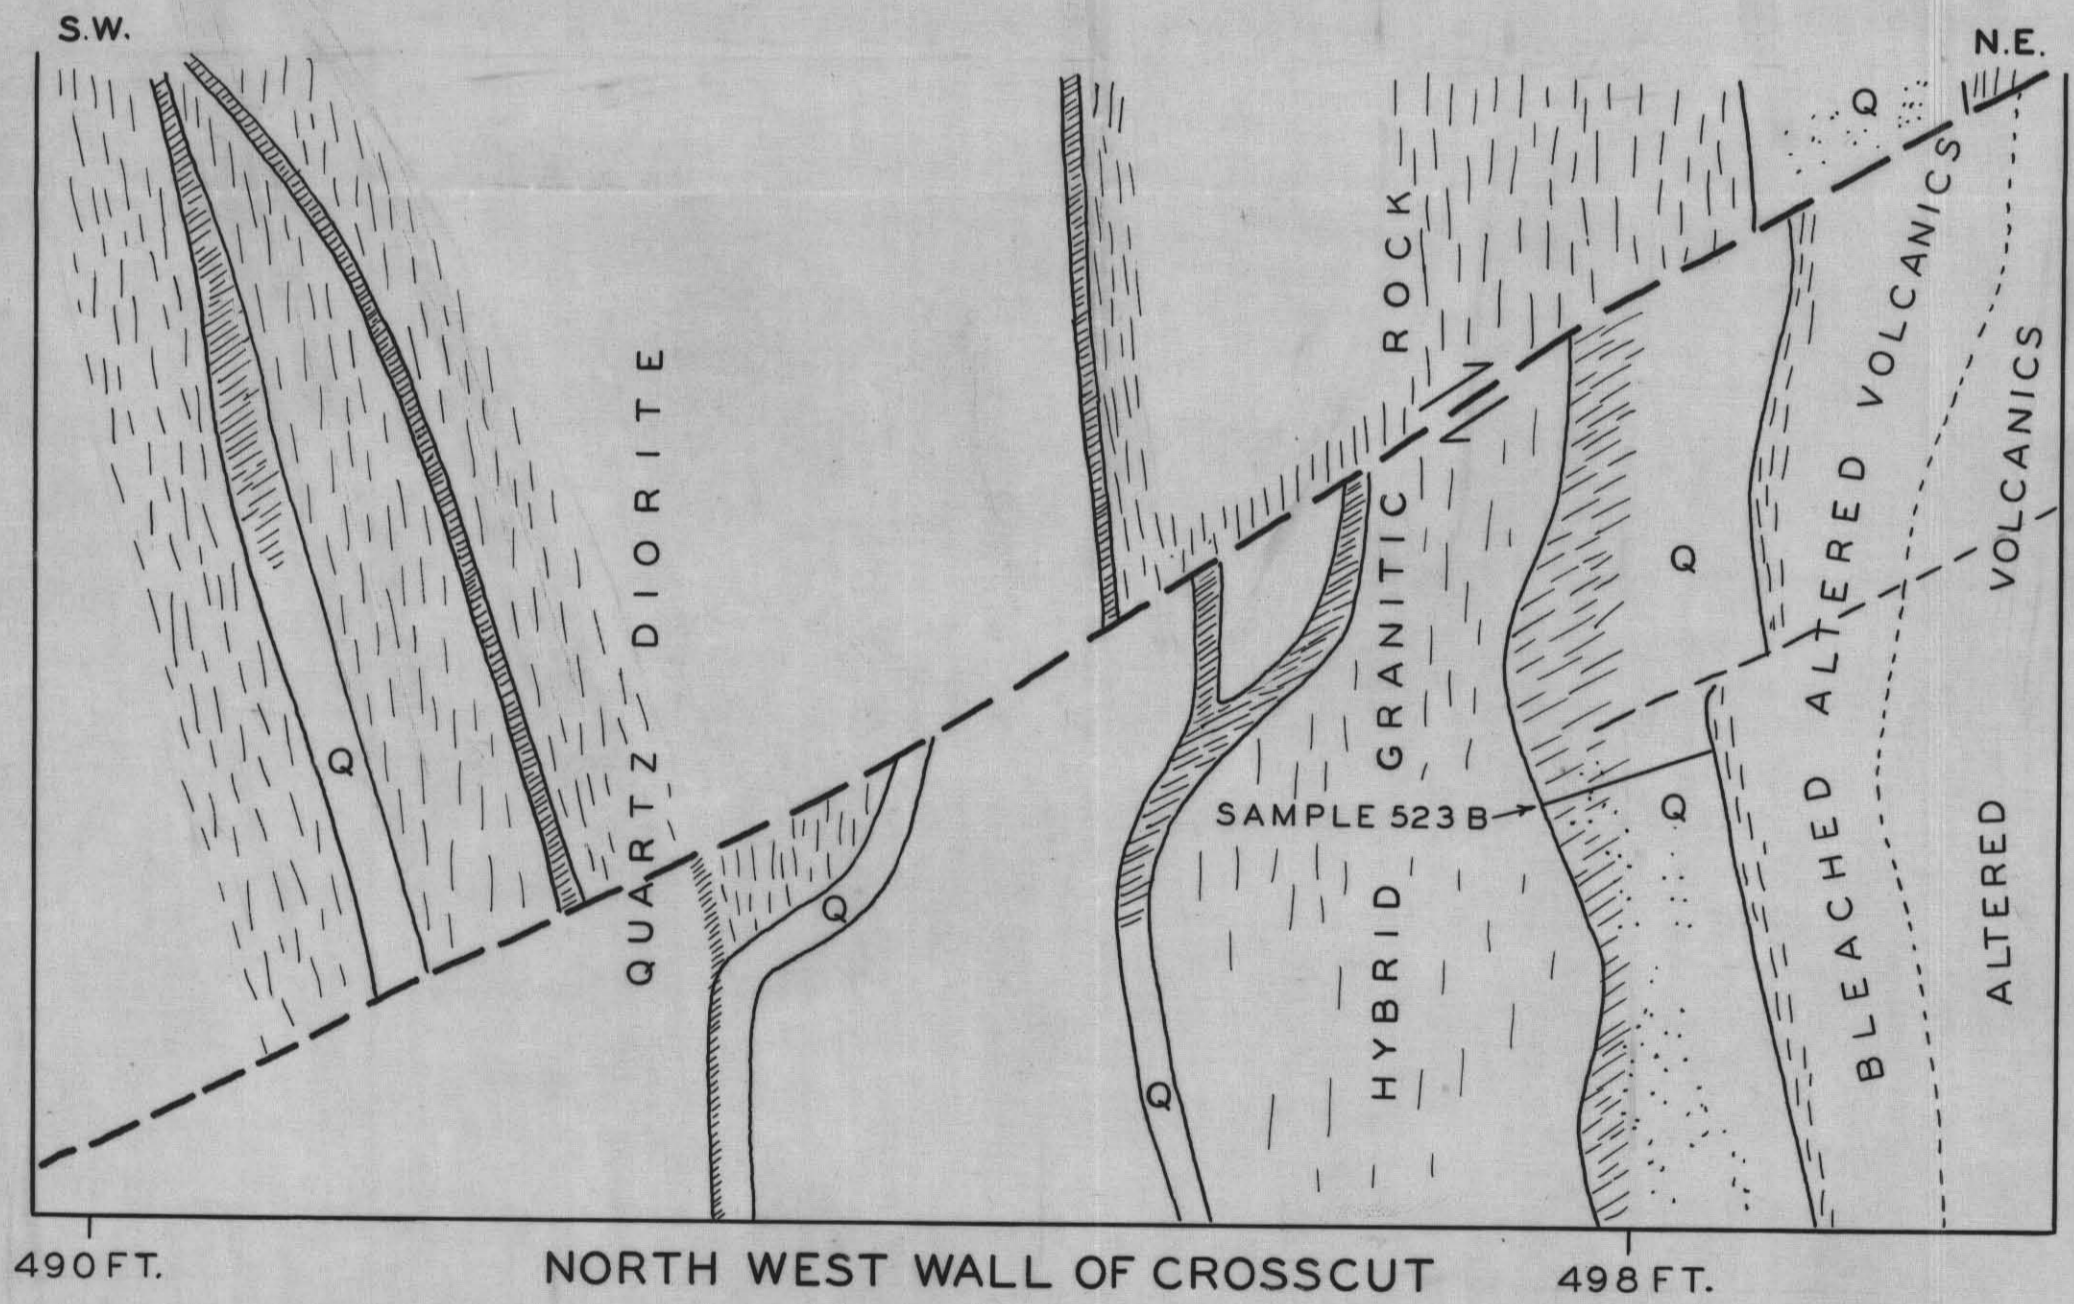 S.W.
N.E.
Q
QUARTZ DIORITE
HYBRID GRANITIC ROCK
BLEACHED ALTERED VOLCANICS
ALTERED VOLCANICS
Q
Q
Q
SAMPLE 523 B
Q
Q
Q
490 FT.
NORTH WEST WALL OF CROSSCUT
498 FT.